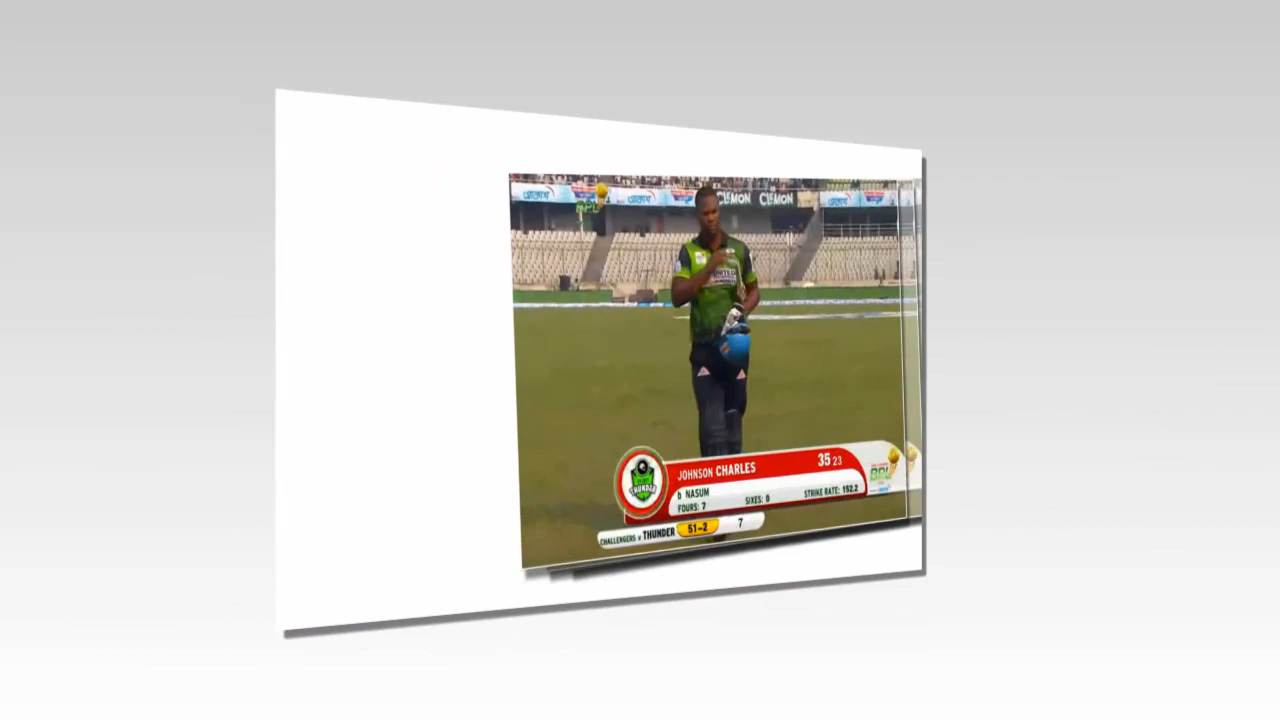 CLEMON CLEMON
UNITED
JOHNSON CHARLES 35 23
b NASUM
FOURS: 7 SIXES: 0 STRIKE RATE: 152.2
THUNDER
BPL
CHALLENGERS v THUNDER 51-2 7